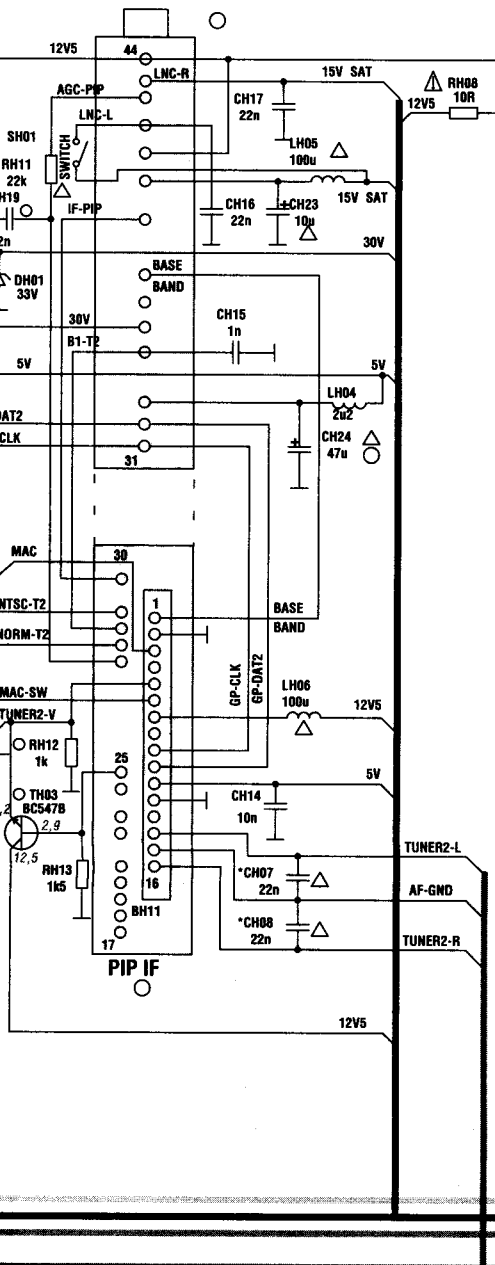 12V5
44
LNC-R
15V SAT
AGC-PIP
RH08
10R
12V5
CH17
22n
LNC-L
SH01
SWITCH
LH05
100u
RH11
22k
15V SAT
H19
IF-PIP
CH16
22n
CH23
10u
2n
30V
BASE
BAND
DH01
33V
30V
CH15
1n
B1-T2
5V
5V
LH04
2u2
DAT2
CLK
31
CH24
47u
MAC
30
1
NTSC-T2
BASE
BAND
NORM-T2
GP-CLK
GP-DAT2
MAC-SW
LH06
100u
12V5
TUNER2-V
RH12
1k
25
5V
TH03
BC547B
2,9
CH14
10n
12,5
TUNER2-L
RH13
1k5
*CH07
22n
AF-GND
16
BH11
*CH08
22n
TUNER2-R
17
PIP IF
12V5